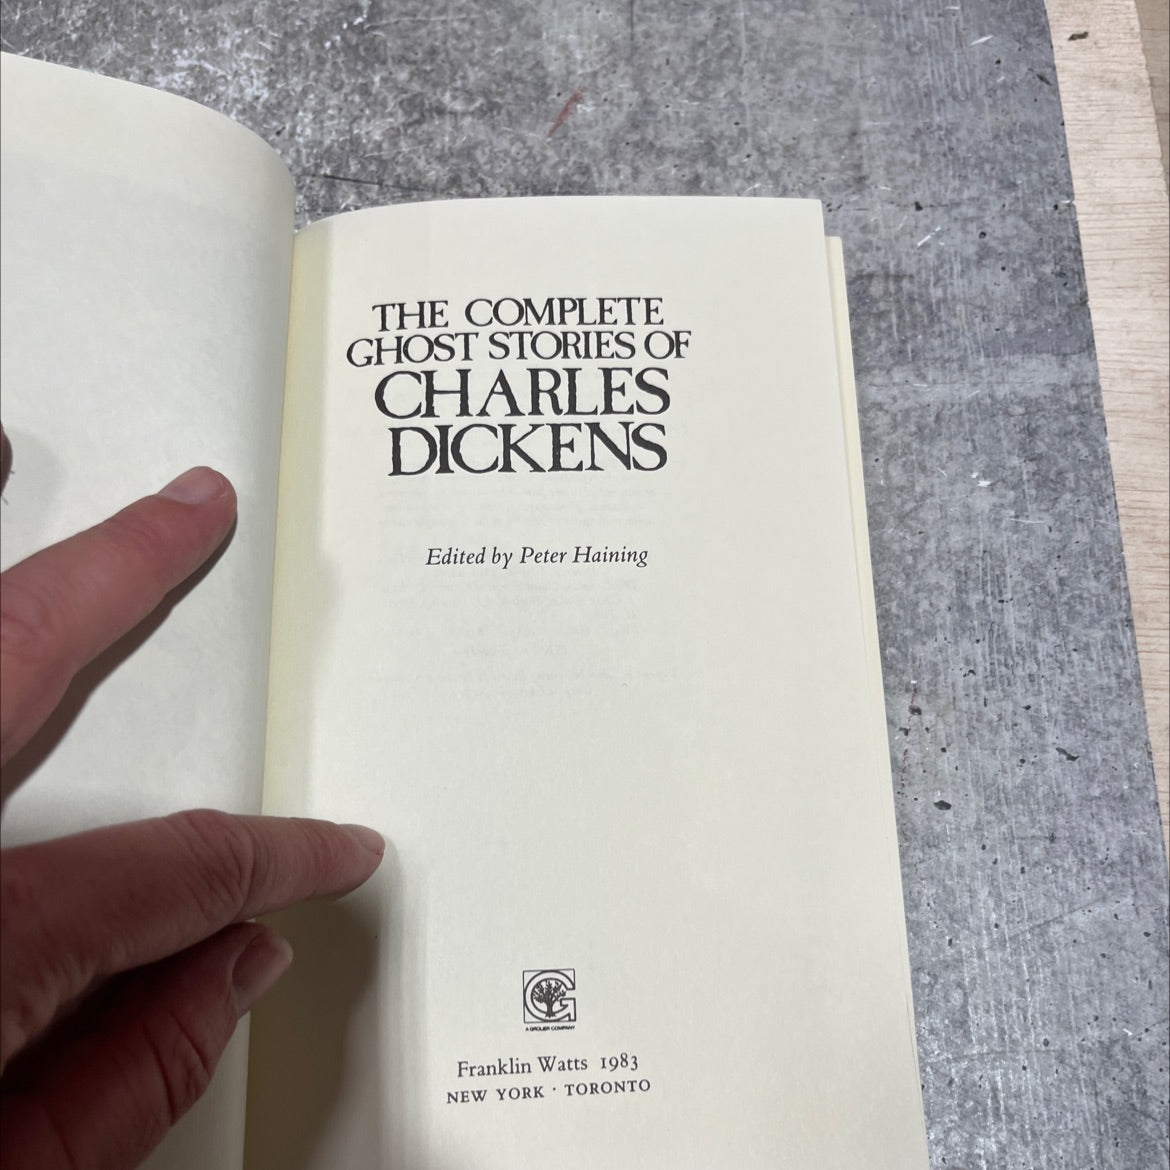 THE COMPLETE
GHOST STORIES OF
CHARLES
DICKENS
Edited by Peter Haining
G
A GROLIER COMPANY
Franklin Watts 1983
NEW YORK · TORONTO